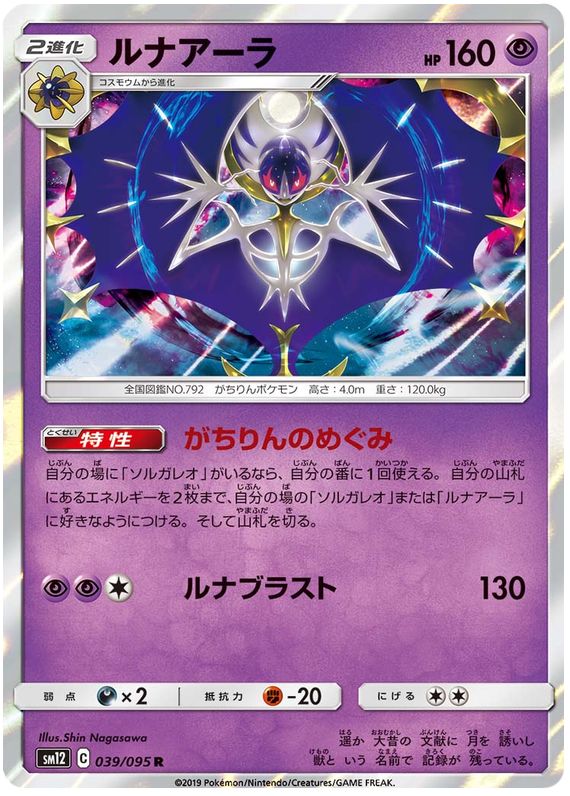 2進化
ルナアーラ
HP 160
コスモウムから進化
全国図鑑NO.792 がちりんポケモン 高さ：4.0m 重さ：120.0kg
とくせい
特性 がちりんのめぐみ
自分の場に「ソルガレオ」がいるなら、自分の番に1回使える。自分の山札
にあるエネルギーを2枚まで、自分の場の「ソルガレオ」または「ルナアーラ」
に好きなようにつける。そして山札を切る。
ルナブラスト 130
弱点 ×2 抵抗力 -20 にげる
Illus.Shin Nagasawa
遥か 大昔の 文献に 月を 誘いし
獣と いう 名前で 記録が 残っている。
SM12 C 039/095 R
©2019 Pokémon/Nintendo/Creatures/GAME FREAK.